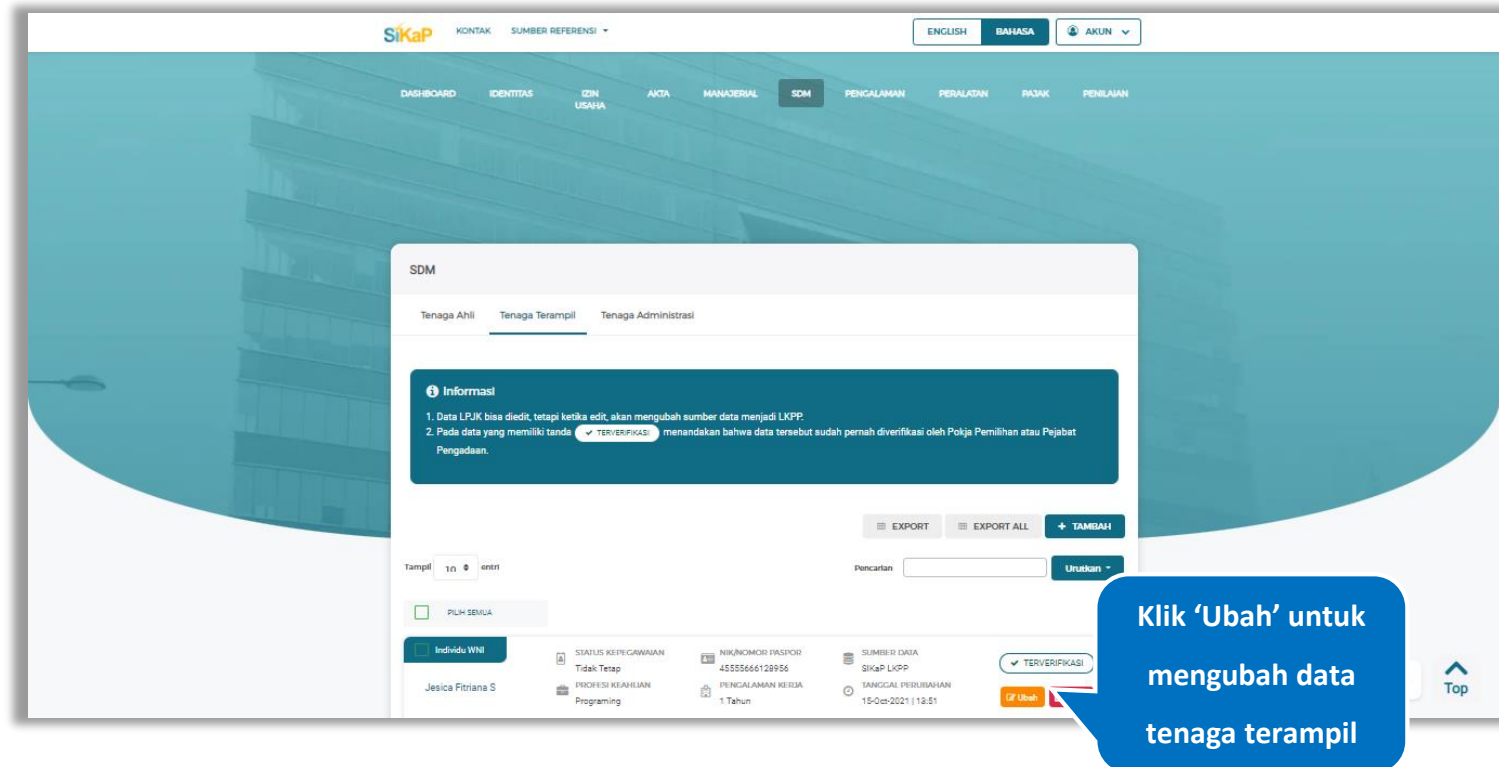 SiKaP KONTAK SUMBER REFERENSI ENGLISH BAHASA AKUN
DASHBOARD IDENTITAS IZIN USAHA AKTA MANAJERIAL SDM PENGALAMAN PERALATAN PAJAK PENILAIAN
SDM
Tenaga Ahli Tenaga Terampil Tenaga Administrasi
Informasi
1. Data LPJK bisa diedit, tetapi ketika edit, akan mengubah sumber data menjadi LKPP.
2. Pada data yang memiliki tanda TERVERIFIKASI menandakan bahwa data tersebut sudah pernah diverifikasi oleh Pokja Pemilihan atau Pejabat
Pengadaan.
EXPORT EXPORT ALL + TAMBAH
Tampil 10 entri Pencarian Urutkan
PILIH SEMUA
Individu WNI
Jesica Fitriana S
STATUS KEPEGAWAIAN
Tidak Tetap
PROFESI KEAHLIAN
Programing
NIK/NOMOR PASPOR
45555666128956
PENGALAMAN KERJA
1 Tahun
SUMBER DATA
SIKaP LKPP
TANGGAL PERUBAHAN
15-Oct-2021 | 13:51
TERVERIFIKASI
Ubah
Klik ‘Ubah’ untuk
mengubah data
tenaga terampil
Top